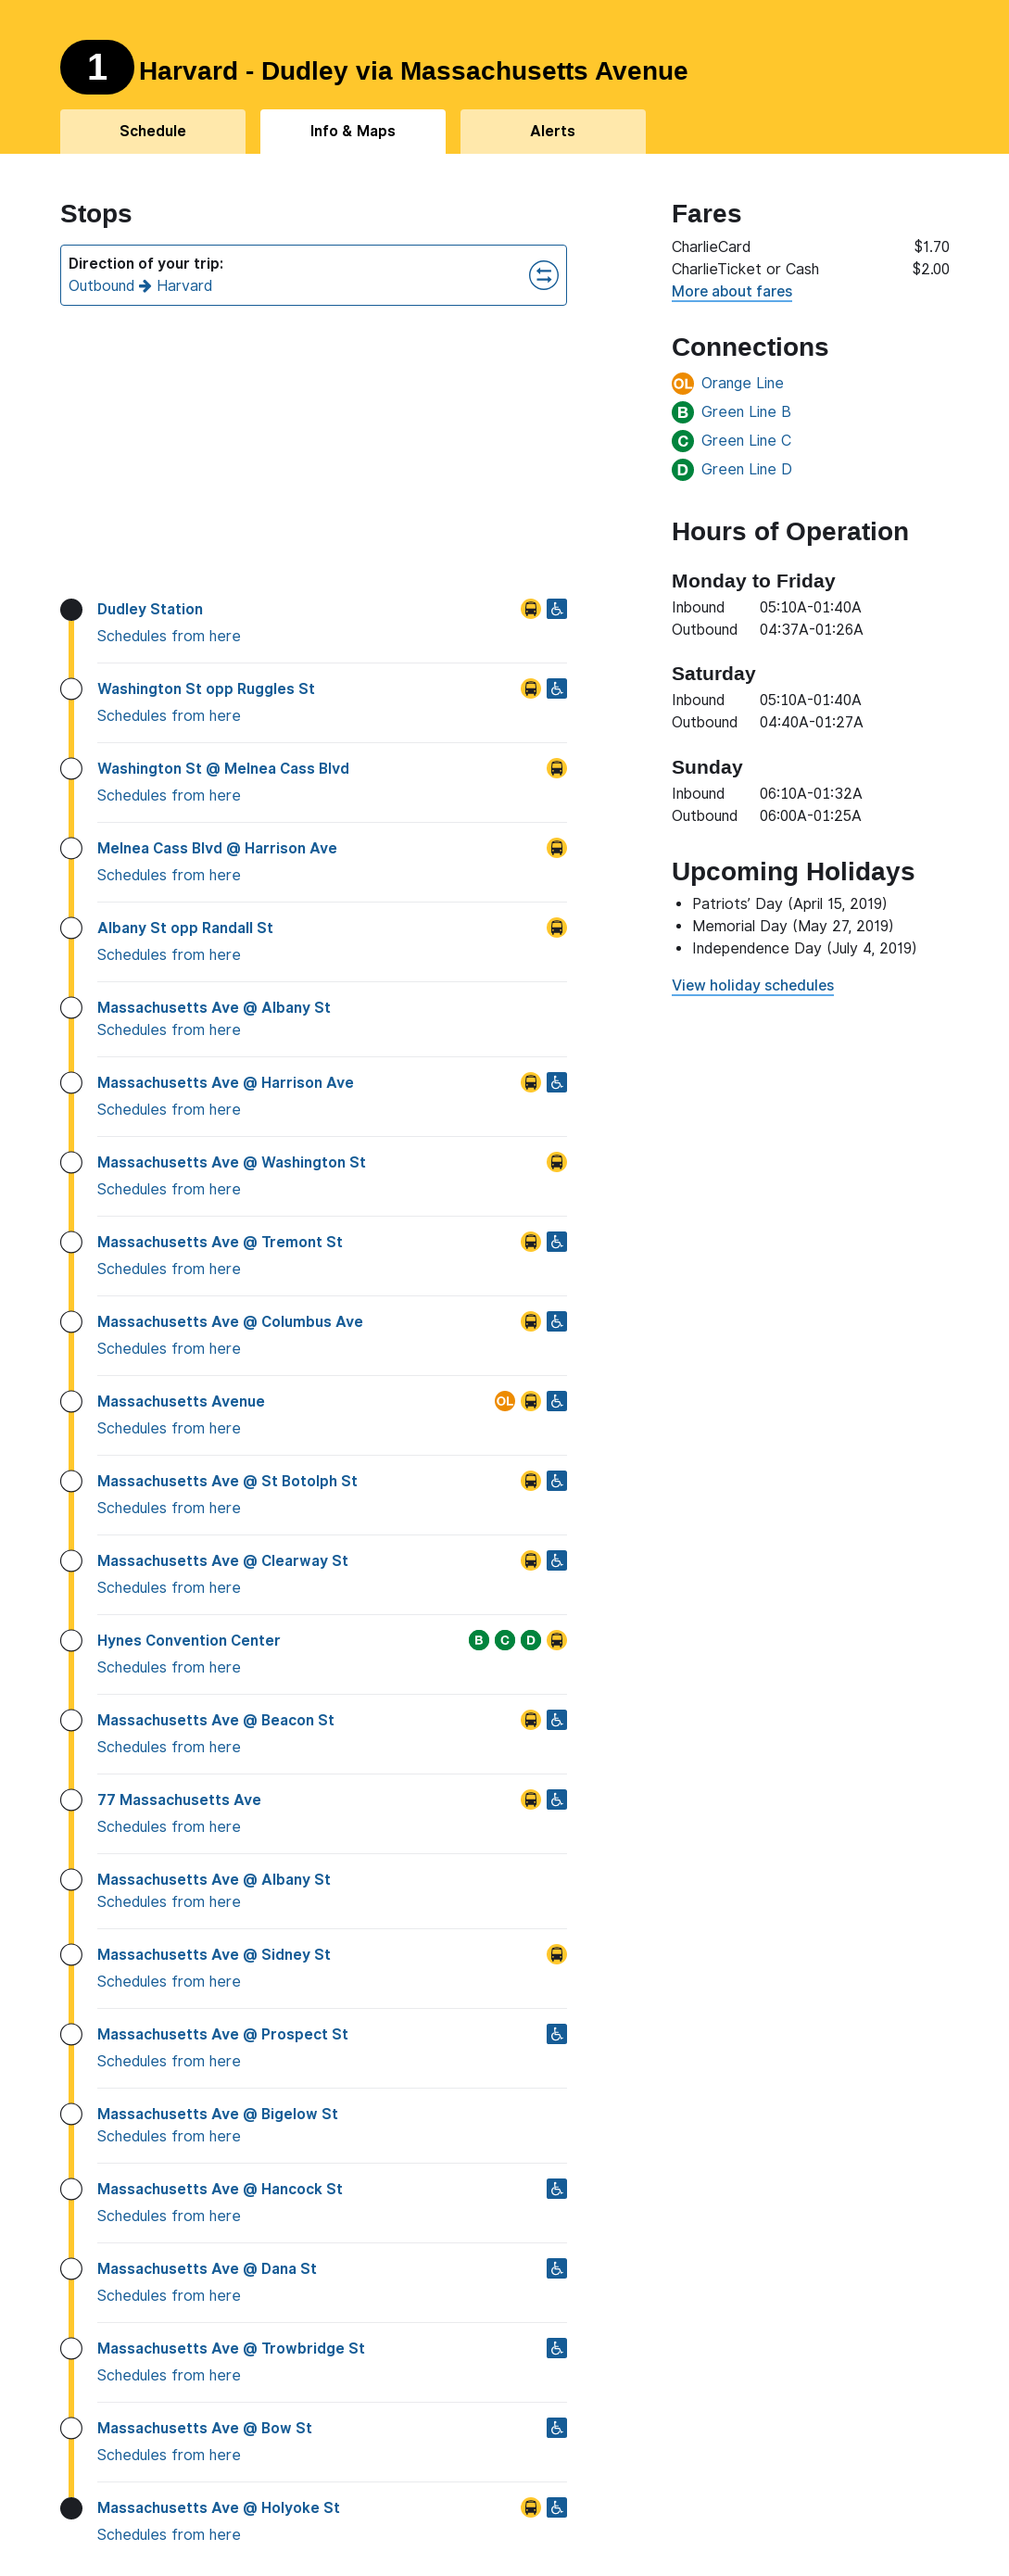 1 Harvard - Dudley via Massachusetts Avenue
Schedule
Info & Maps
Alerts
Stops
Direction of your trip:
Outbound Harvard
Dudley Station
Schedules from here
Washington St opp Ruggles St
Schedules from here
Washington St @ Melnea Cass Blvd
Schedules from here
Melnea Cass Blvd @ Harrison Ave
Schedules from here
Albany St opp Randall St
Schedules from here
Massachusetts Ave @ Albany St
Schedules from here
Massachusetts Ave @ Harrison Ave
Schedules from here
Massachusetts Ave @ Washington St
Schedules from here
Massachusetts Ave @ Tremont St
Schedules from here
Massachusetts Ave @ Columbus Ave
Schedules from here
Massachusetts Avenue OL
Schedules from here
Massachusetts Ave @ St Botolph St
Schedules from here
Massachusetts Ave @ Clearway St
Schedules from here
Hynes Convention Center B C D
Schedules from here
Massachusetts Ave @ Beacon St
Schedules from here
77 Massachusetts Ave
Schedules from here
Massachusetts Ave @ Albany St
Schedules from here
Massachusetts Ave @ Sidney St
Schedules from here
Massachusetts Ave @ Prospect St
Schedules from here
Massachusetts Ave @ Bigelow St
Schedules from here
Massachusetts Ave @ Hancock St
Schedules from here
Massachusetts Ave @ Dana St
Schedules from here
Massachusetts Ave @ Trowbridge St
Schedules from here
Massachusetts Ave @ Bow St
Schedules from here
Massachusetts Ave @ Holyoke St
Schedules from here
Fares
CharlieCard $1.70
CharlieTicket or Cash $2.00
More about fares
Connections
OL Orange Line
B Green Line B
C Green Line C
D Green Line D
Hours of Operation
Monday to Friday
Inbound 05:10A-01:40A
Outbound 04:37A-01:26A
Saturday
Inbound 05:10A-01:40A
Outbound 04:40A-01:27A
Sunday
Inbound 06:10A-01:32A
Outbound 06:00A-01:25A
Upcoming Holidays
• Patriots’ Day (April 15, 2019)
• Memorial Day (May 27, 2019)
• Independence Day (July 4, 2019)
View holiday schedules